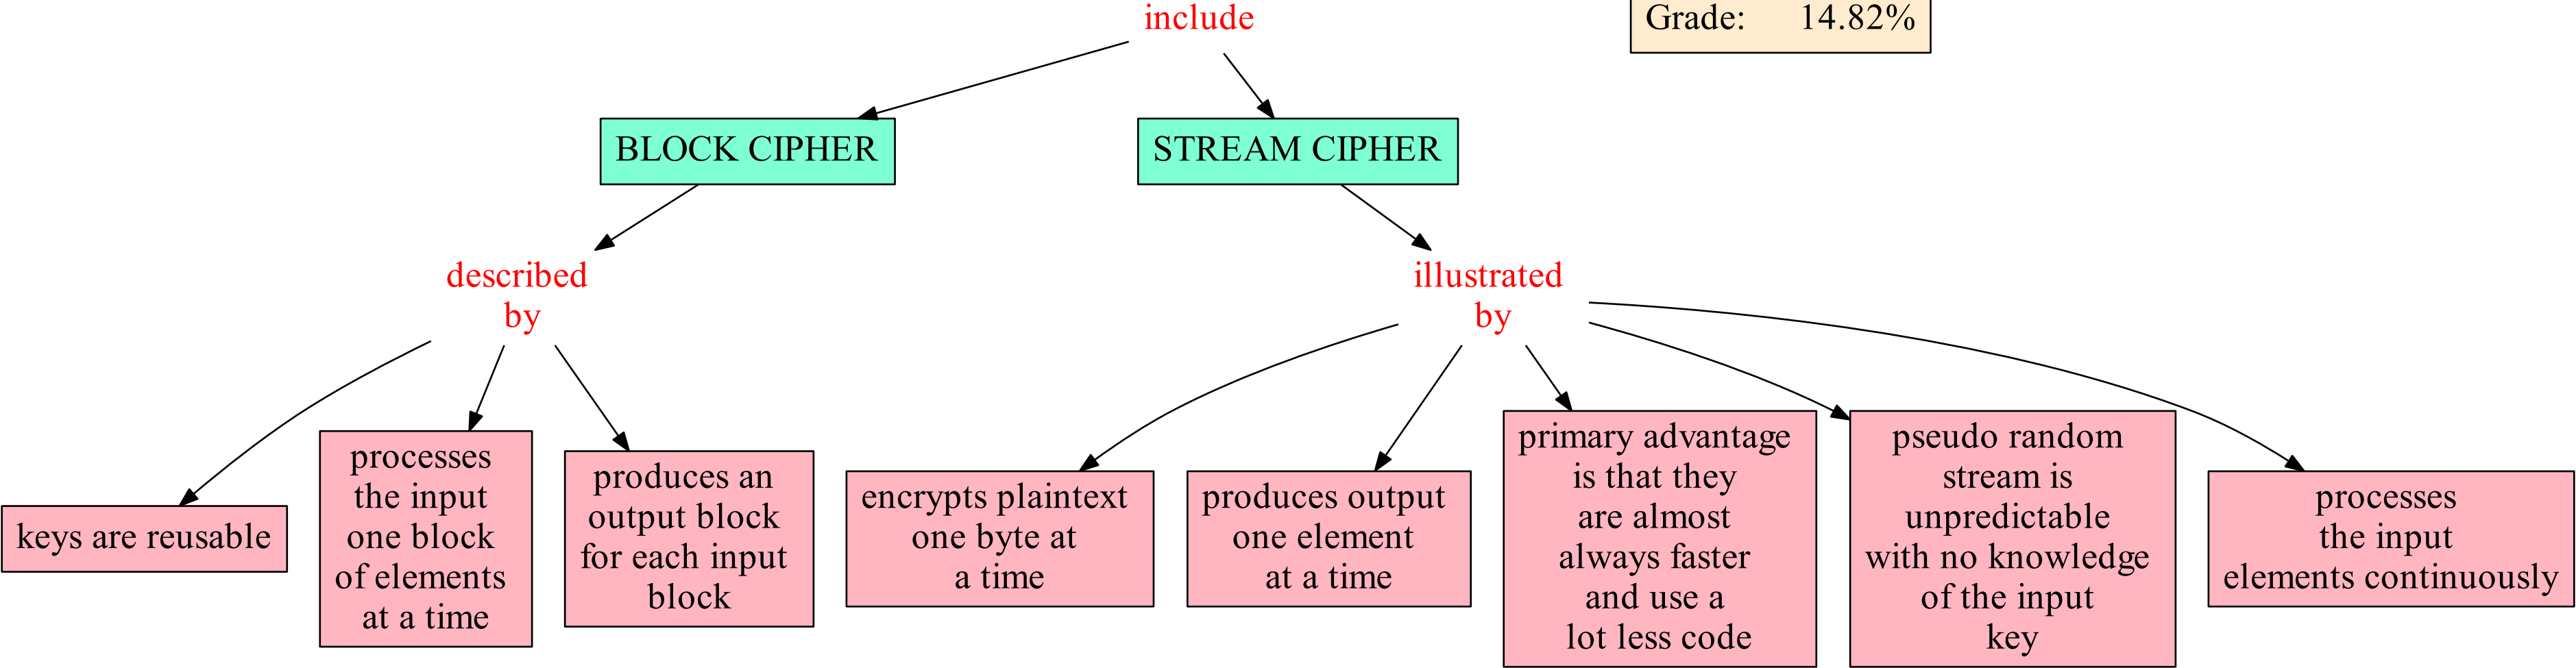 include
Grade: 14.82%
BLOCK CIPHER
STREAM CIPHER
described
by
illustrated
by
keys are reusable
processes
the input
one block
of elements
at a time
produces an
output block
for each input
block
encrypts plaintext
one byte at
a time
produces output
one element
at a time
primary advantage
is that they
are almost
always faster
and use a
lot less code
pseudo random
stream is
unpredictable
with no knowledge
of the input
key
processes
the input
elements continuously